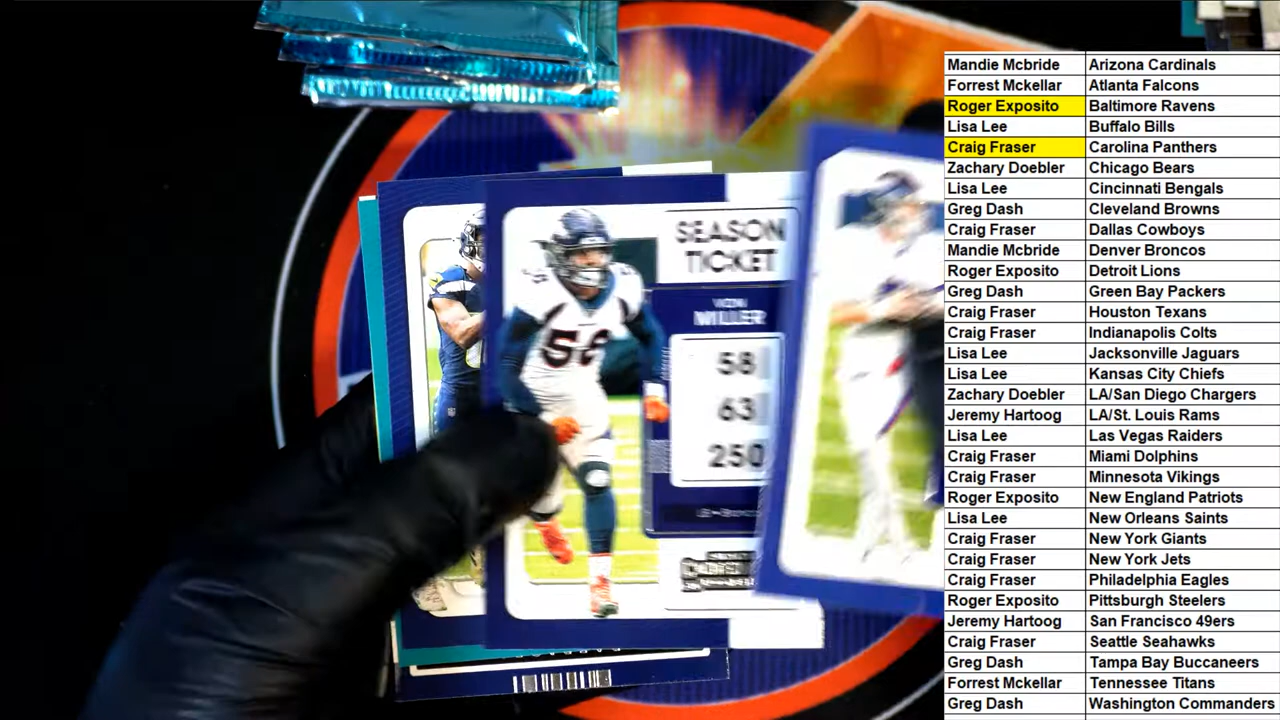 SEASON
TICKET
VON
MILLER
58
63
250
56
Mandie Mcbride Arizona Cardinals
Forrest Mckellar Atlanta Falcons
Roger Exposito Baltimore Ravens
Lisa Lee Buffalo Bills
Craig Fraser Carolina Panthers
Zachary Doebler Chicago Bears
Lisa Lee Cincinnati Bengals
Greg Dash Cleveland Browns
Craig Fraser Dallas Cowboys
Mandie Mcbride Denver Broncos
Roger Exposito Detroit Lions
Greg Dash Green Bay Packers
Craig Fraser Houston Texans
Craig Fraser Indianapolis Colts
Lisa Lee Jacksonville Jaguars
Lisa Lee Kansas City Chiefs
Zachary Doebler LA/San Diego Chargers
Jeremy Hartoog LA/St. Louis Rams
Lisa Lee Las Vegas Raiders
Craig Fraser Miami Dolphins
Craig Fraser Minnesota Vikings
Roger Exposito New England Patriots
Lisa Lee New Orleans Saints
Craig Fraser New York Giants
Craig Fraser New York Jets
Craig Fraser Philadelphia Eagles
Roger Exposito Pittsburgh Steelers
Jeremy Hartoog San Francisco 49ers
Craig Fraser Seattle Seahawks
Greg Dash Tampa Bay Buccaneers
Forrest Mckellar Tennessee Titans
Greg Dash Washington Commanders